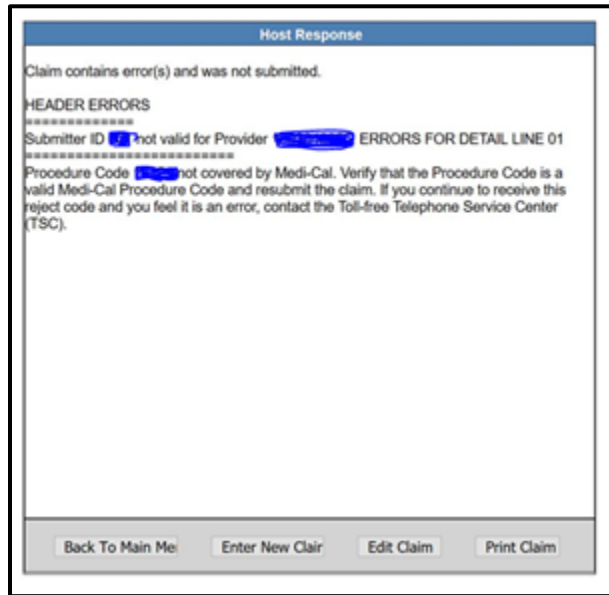 Host Response
Claim contains error(s) and was not submitted.
HEADER ERRORS
=============
Submitter ID not valid for Provider ERRORS FOR DETAIL LINE 01
=========================
Procedure Code not covered by Medi-Cal. Verify that the Procedure Code is a
valid Medi-Cal Procedure Code and resubmit the claim. If you continue to receive this
reject code and you feel it is an error, contact the Toll-free Telephone Service Center
(TSC).
Back To Main Me
Enter New Clair
Edit Claim
Print Claim